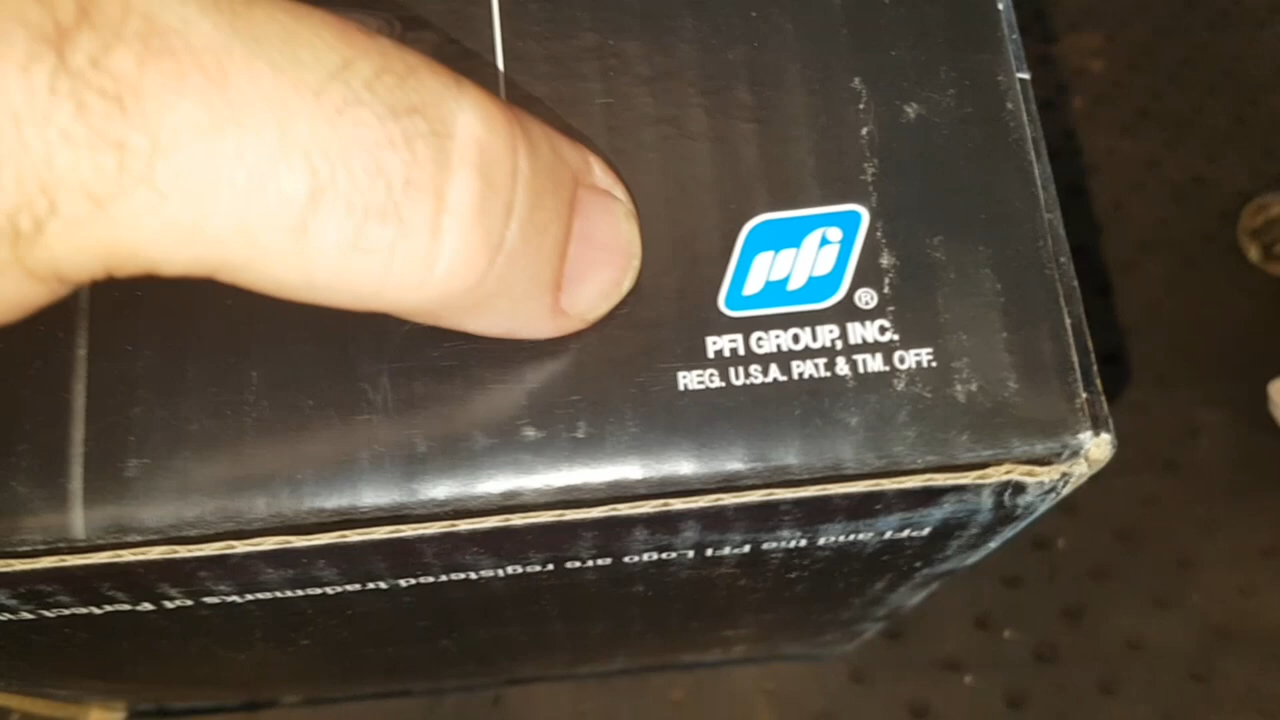 pfi
®
PFI GROUP, INC.
REG. U.S.A. PAT. & TM. OFF.
PFI and the PFI Logo are registered trademarks of Perfect